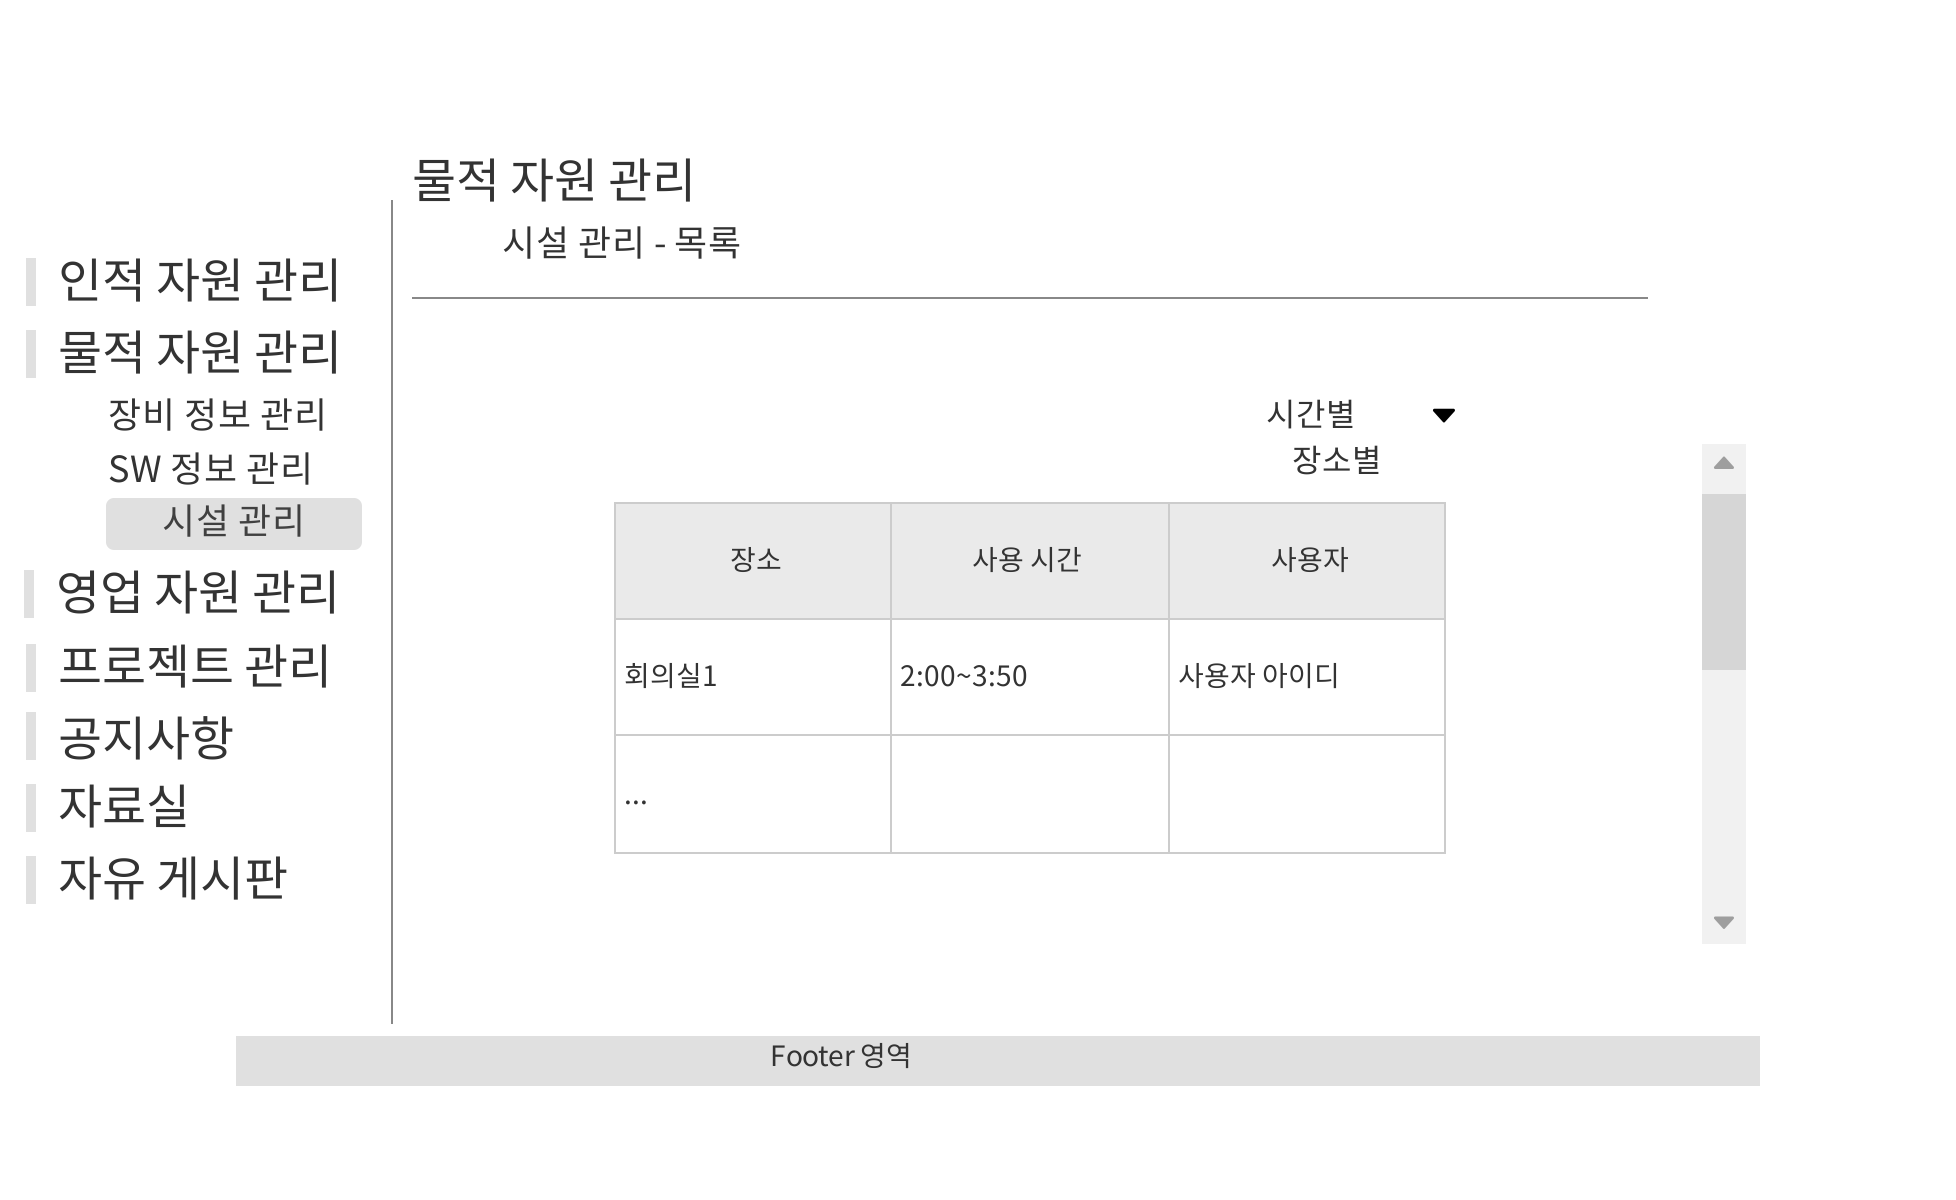 물적 자원 관리
시설 관리 - 목록
인적 자원 관리
물적 자원 관리
장비 정보 관리
SW 정보 관리
시설 관리
영업 자원 관리
프로젝트 관리
공지사항
자료실
자유 게시판
시간별
장소별
장소 사용 시간 사용자
회의실1 2:00~3:50 사용자 아이디
...
Footer 영역